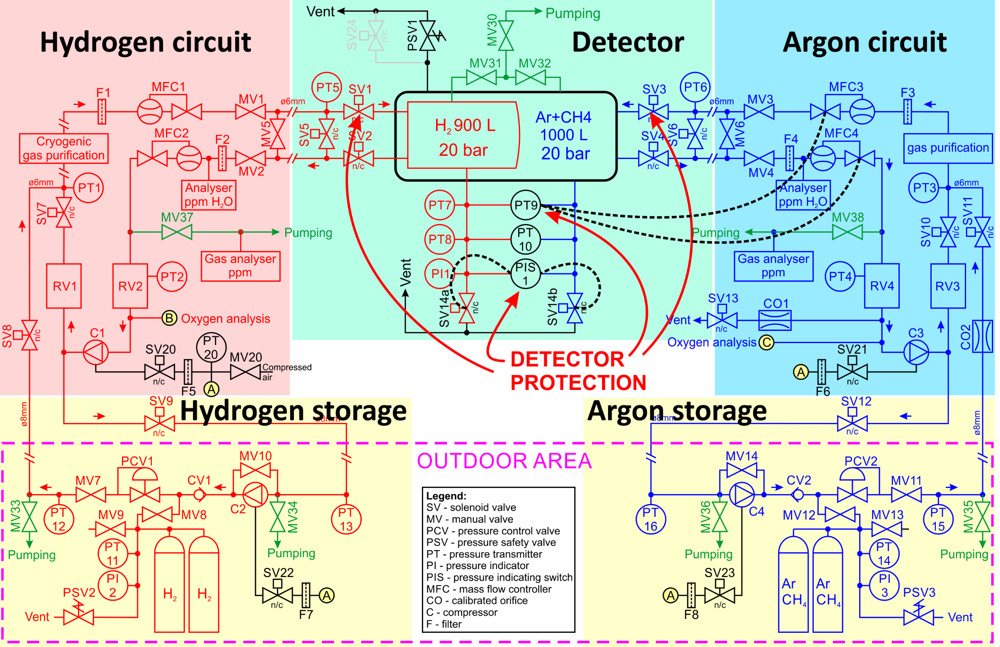 Hydrogen circuit
Detector
Argon circuit
Vent
SV24
n/c
PSV1
MV30
Pumping
MV31
MV32
F1
MFC1
MV1
ø6mm
PT5
SV1
n/c
MV5
SV5
n/c
SV2
n/c
Cryogenic
gas purification
MFC2
F2
MV2
ø6mm
PT1
SV7
n/c
Analyser
ppm H2O
MV37
Pumping
Gas analyser
ppm
RV1
RV2
PT2
B
Oxygen analysis
SV8
n/c
C1
SV20
n/c
F5
PT
20
A
MV20
Compressed
air
H2 900 L
20 bar
Ar+CH4
1000 L
20 bar
PT7
PT9
PT8
PT
10
PI1
PIS
1
Vent
SV14a
n/c
SV14b
n/c
DETECTOR
PROTECTION
SV3
n/c
PT6
ø6mm
MV3
MFC3
F3
SV4
n/c
SV6
n/c
MV6
F4
MFC4
MV4
gas purification
Analyser
ppm H2O
PT3
ø6mm
MV38
Pumping
SV10
n/c
SV11
n/c
Gas analyser
ppm
PT4
RV4
RV3
SV13
n/c
CO1
Vent
Oxygen analysis
C
C3
CO2
SV21
n/c
A
F6
Hydrogen storage
Argon storage
SV9
n/c
ø8mm
ø8mm
ø8mm
SV12
n/c
ø8mm
OUTDOOR AREA
PCV1
MV10
MV7
CV1
C2
MV33
PT
12
MV9
MV8
MV34
PT
13
Pumping
Pumping
PT
11
PI
2
PSV2
Vent
H2
H2
SV22
n/c
F7
A
Legend:
SV - solenoid valve
MV - manual valve
PCV - pressure control valve
PSV - pressure safety valve
PT - pressure transmitter
PI - pressure indicator
PIS - pressure indicating switch
MFC - mass flow controller
CO - calibrated orifice
C - compressor
F - filter
MV14
PCV2
CV2
MV11
C4
PT
16
MV36
MV12
MV13
PT
15
MV35
Pumping
Pumping
PT
14
PI
3
PSV3
Vent
Ar
CH4
Ar
CH4
SV23
n/c
A
F8